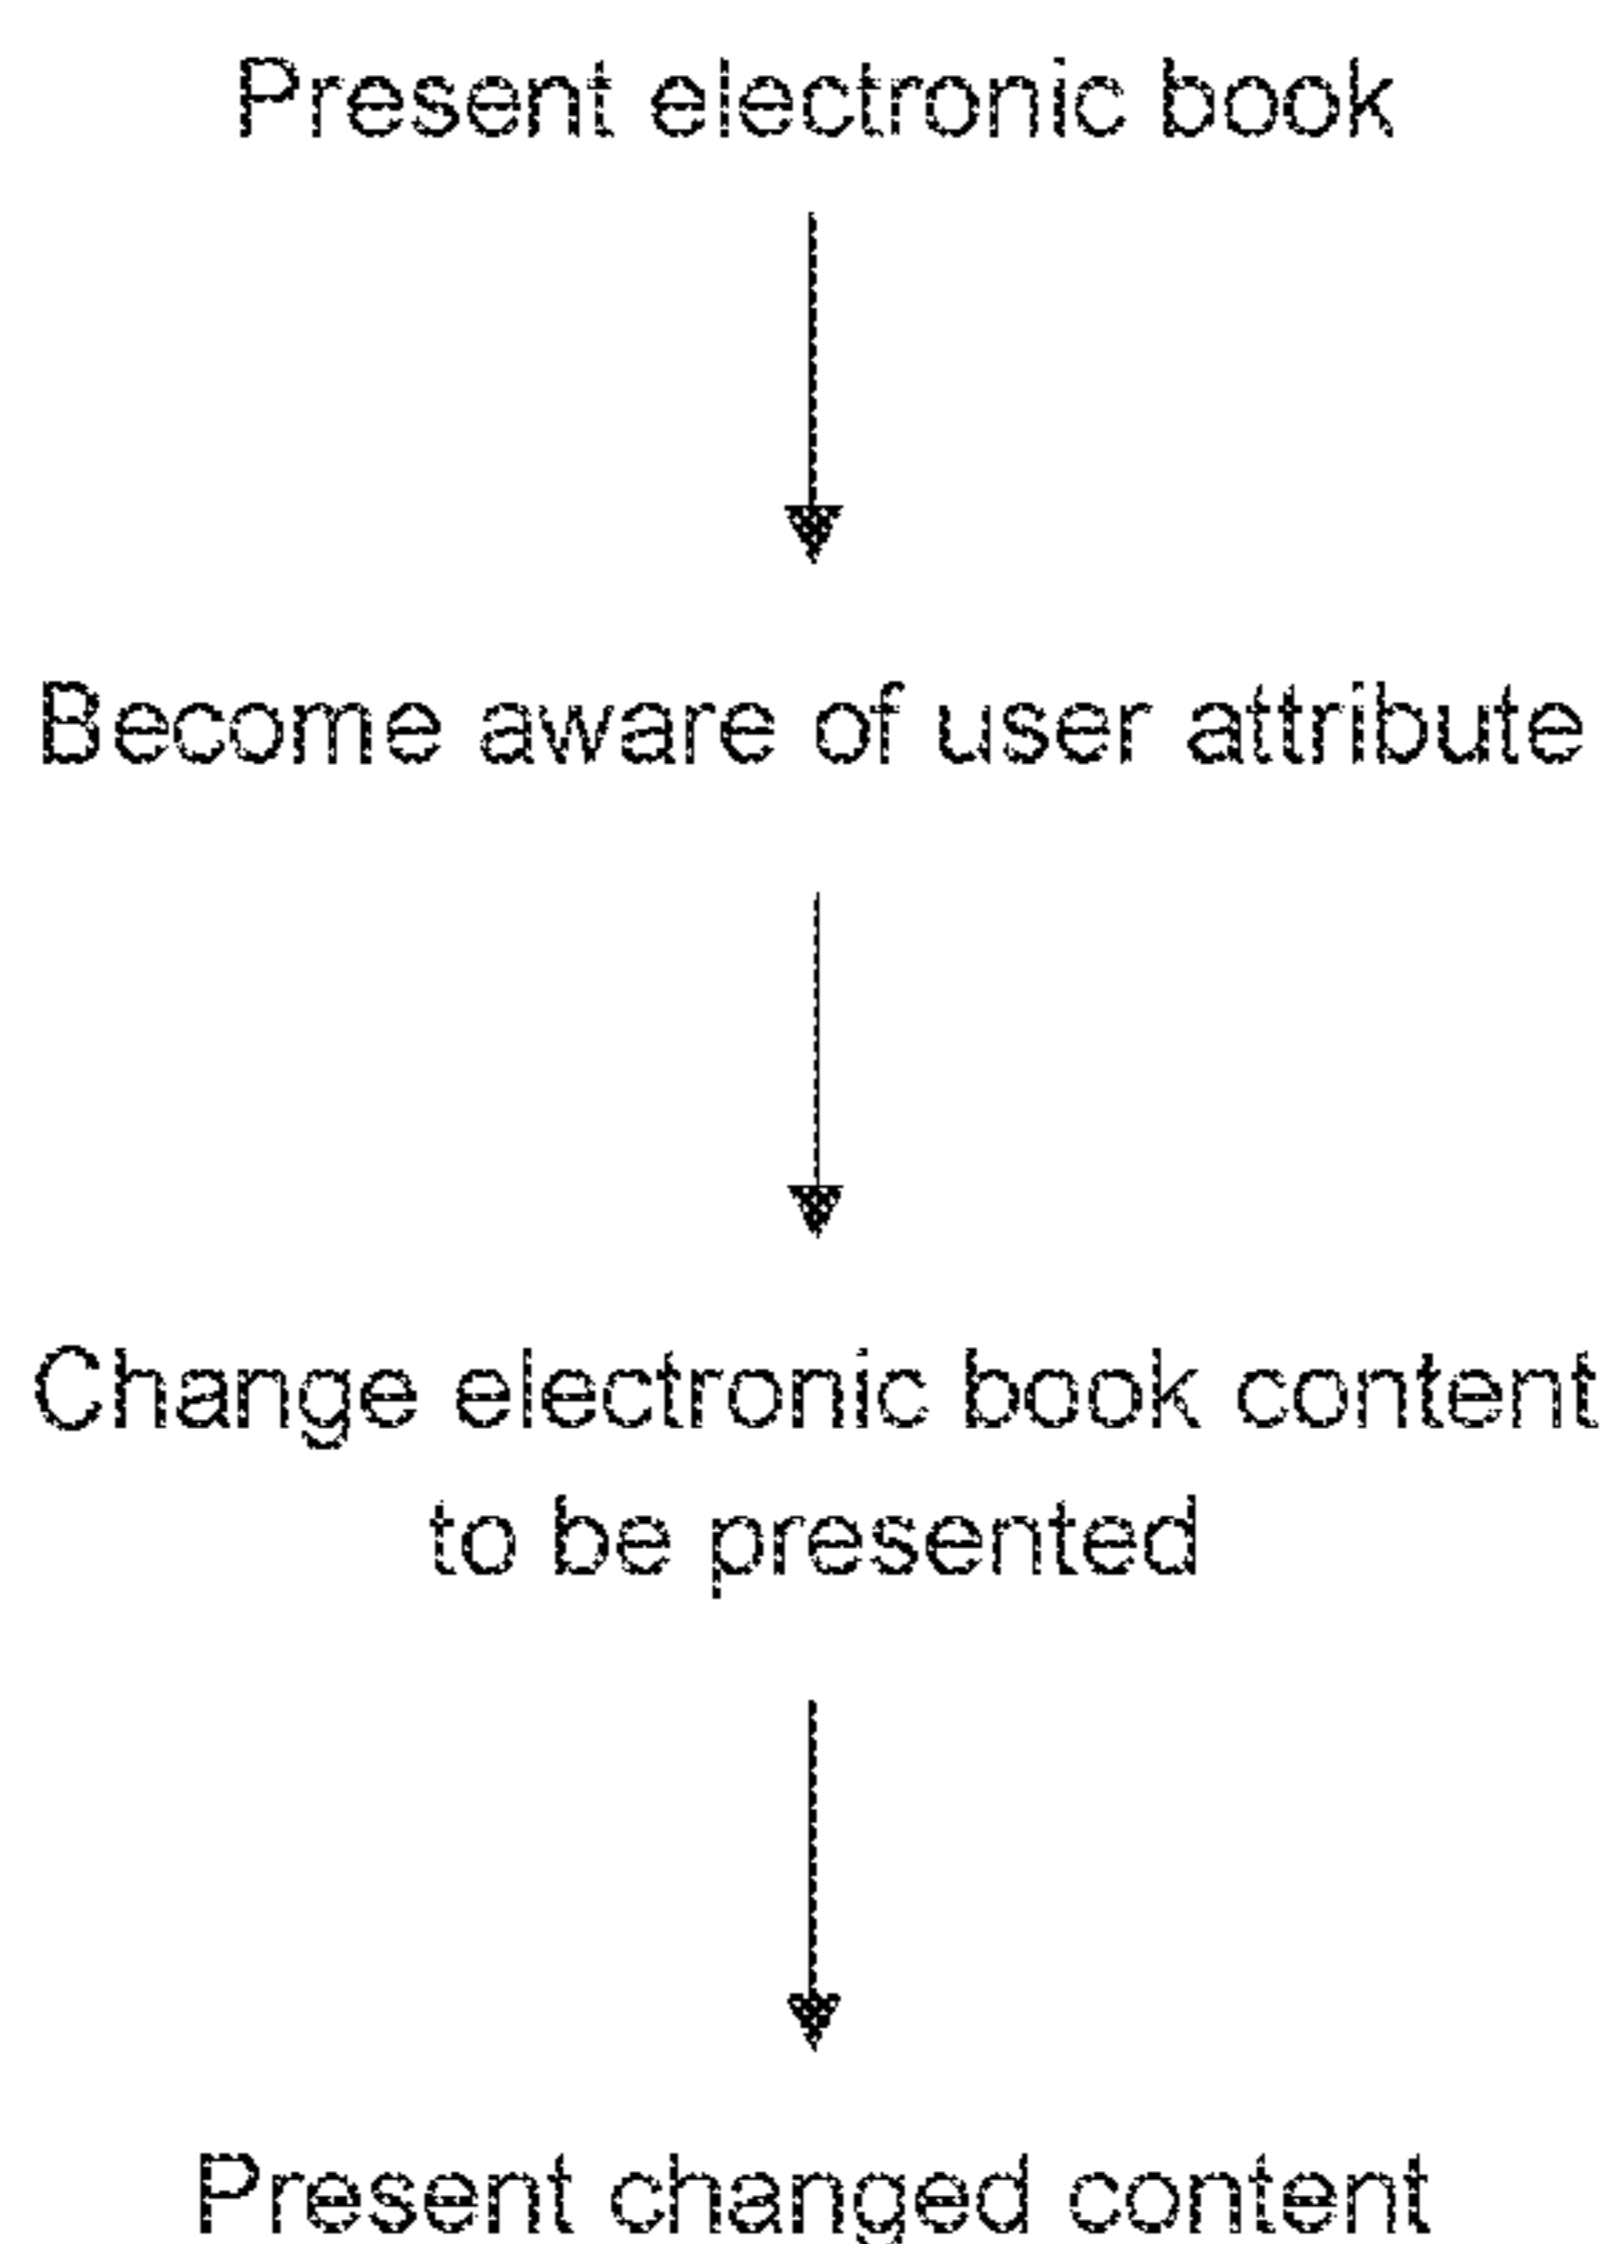 Present electronic book
Become aware of user attribute
Change electronic book content
to be presented
Present changed content